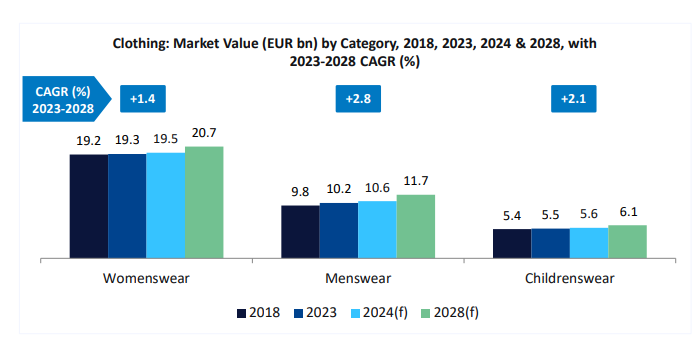 Clothing: Market Value (EUR bn) by Category, 2018, 2023, 2024 & 2028, with
2023-2028 CAGR (%)
CAGR (%)
2023-2028
+1.4
+2.8
+2.1
19.2 19.3 19.5 20.7
9.8 10.2 10.6 11.7
5.4 5.5 5.6 6.1
Womenswear
Menswear
Childrenswear
2018 2023 2024(f) 2028(f)